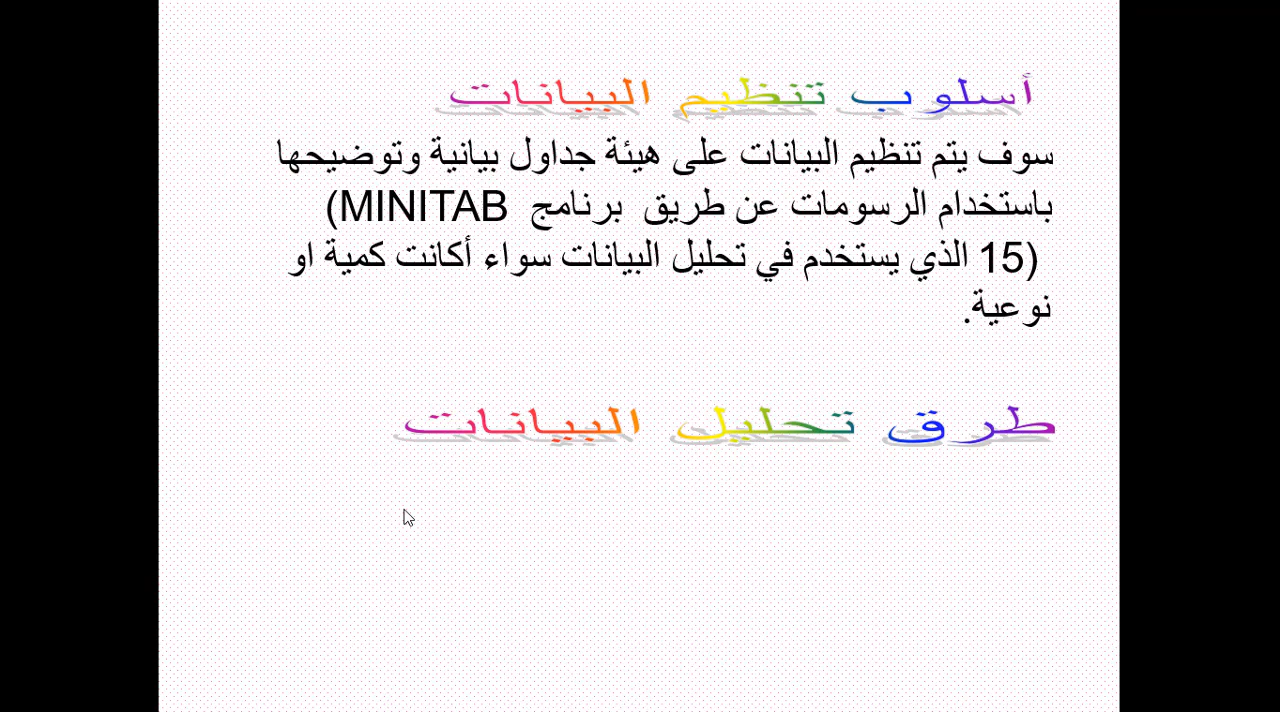 أسلوب تنظيم البيانات
سوف يتم تنظيم البيانات على هيئة جداول بيانية وتوضيحها
باستخدام الرسومات عن طريق برنامج MINITAB)
(15 الذي يستخدم في تحليل البيانات سواء أكانت كمية او
نوعية.
طرق تحليل البيانات